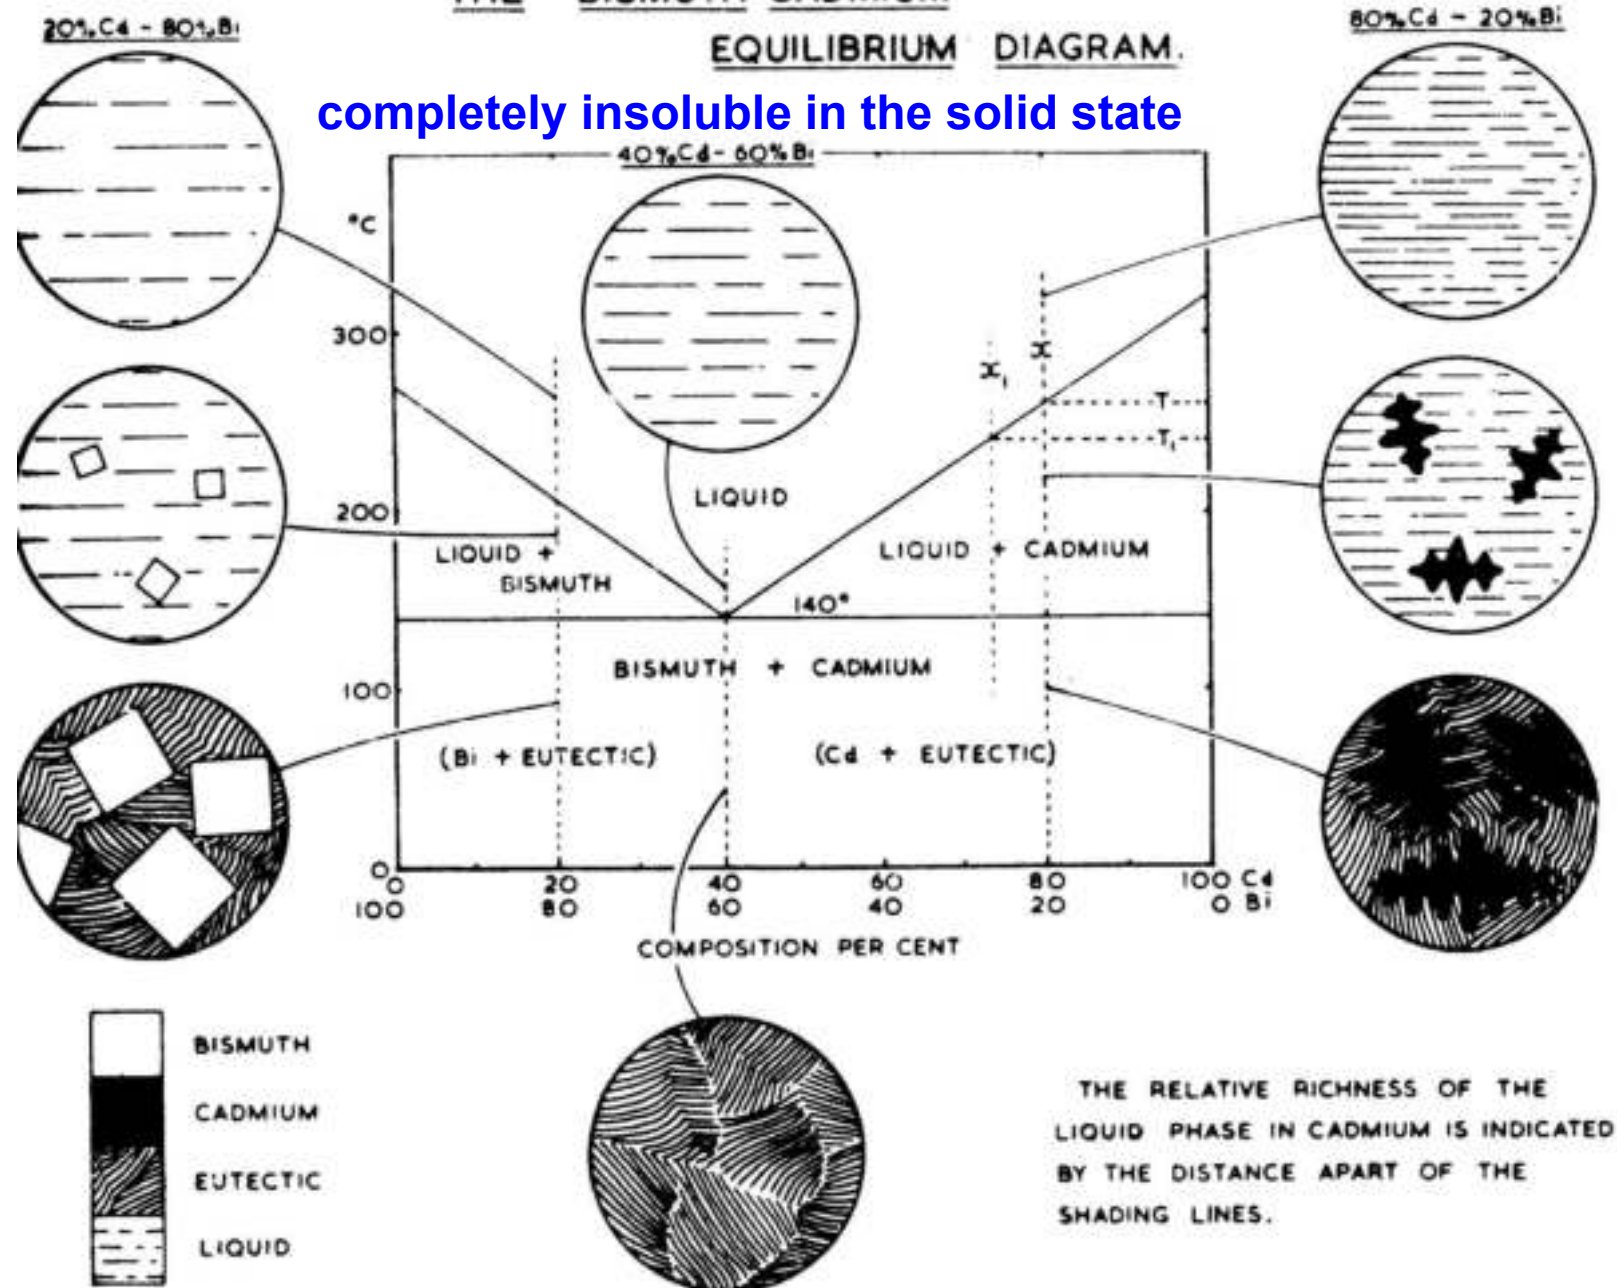 THE BISMUTH-CADMIUM
EQUILIBRIUM DIAGRAM.
completely insoluble in the solid state
20%Cd - 80%Bi
40%Cd-60%Bi
80%Cd - 20%Bi
°C
300
200
100
0
x₁
x
T
T₁
LIQUID
LIQUID +
BISMUTH
LIQUID + CADMIUM
140°
BISMUTH + CADMIUM
(Bi + EUTECTIC)
(Cd + EUTECTIC)
0 20 40 60 80 100 Cd
100 80 60 40 20 0 Bi
COMPOSITION PER CENT
BISMUTH
CADMIUM
EUTECTIC
LIQUID
THE RELATIVE RICHNESS OF THE
LIQUID PHASE IN CADMIUM IS INDICATED
BY THE DISTANCE APART OF THE
SHADING LINES.